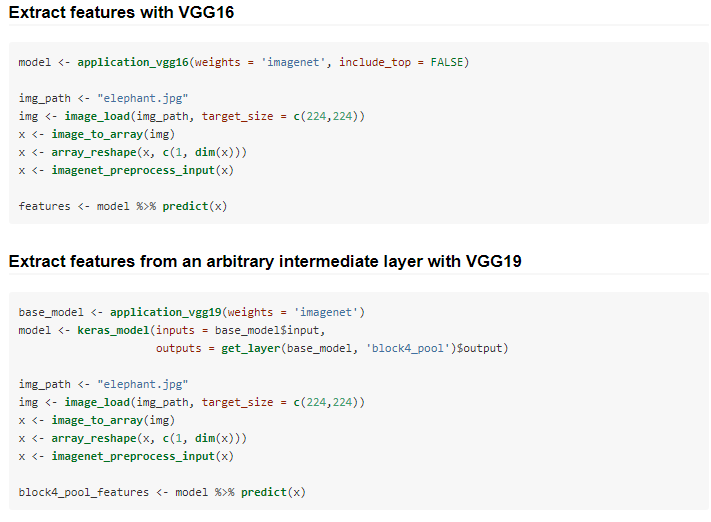 Extract features with VGG16
model <- application_vgg16(weights = 'imagenet', include_top = FALSE)
img_path <- "elephant.jpg"
img <- image_load(img_path, target_size = c(224,224))
x <- image_to_array(img)
x <- array_reshape(x, c(1, dim(x)))
x <- imagenet_preprocess_input(x)
features <- model %>% predict(x)
Extract features from an arbitrary intermediate layer with VGG19
base_model <- application_vgg19(weights = 'imagenet')
model <- keras_model(inputs = base_model$input,
outputs = get_layer(base_model, 'block4_pool')$output)
img_path <- "elephant.jpg"
img <- image_load(img_path, target_size = c(224,224))
x <- image_to_array(img)
x <- array_reshape(x, c(1, dim(x)))
x <- imagenet_preprocess_input(x)
block4_pool_features <- model %>% predict(x)